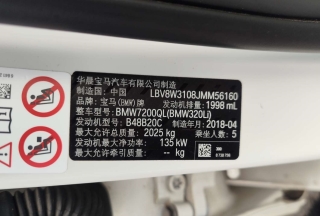 华晨宝马汽车有限公司制造
制造国：中国 LBV8W3108JMM56160
品牌：宝马(BMW)牌 发动机排量：1998 mL
整车型号：BMW7200QL(BMW320Li)
发动机型号：B48B20C 制造年月：2018-04
最大允许总质量：2025 kg 乘坐人数：5
发动机最大净功率：135 kW
最大允许牵引质量：-- kg